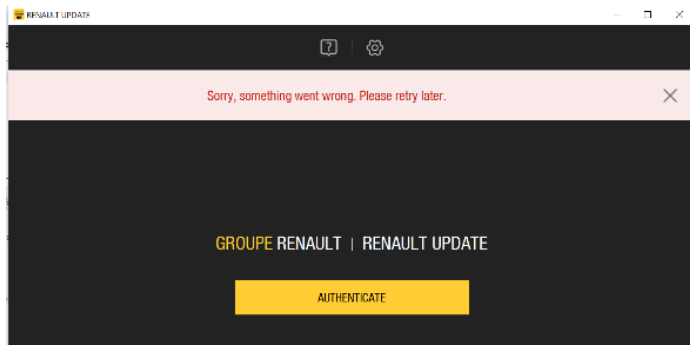 RENAULT UPDATE
Sorry, something went wrong. Please retry later.
GROUPE RENAULT | RENAULT UPDATE
AUTHENTICATE